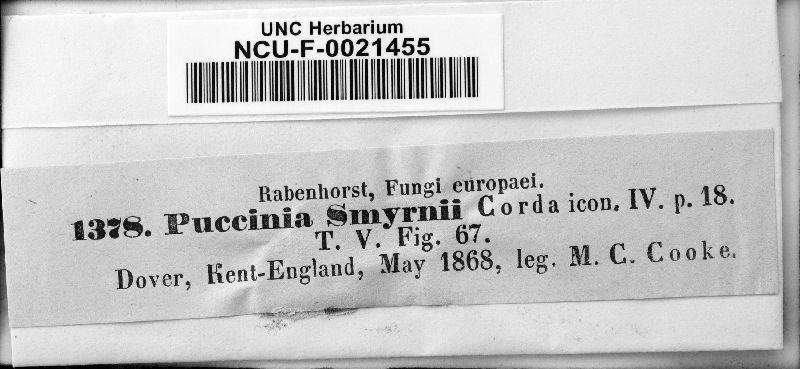 UNC Herbarium
NCU-F-0021455
Rabenhorst, Fungi europaei.
1378. Puccinia Smyrnii Corda icon. IV. p. 18.
T. V. Fig. 67.
Dover, Kent-England, May 1868, leg. M. C. Cooke.